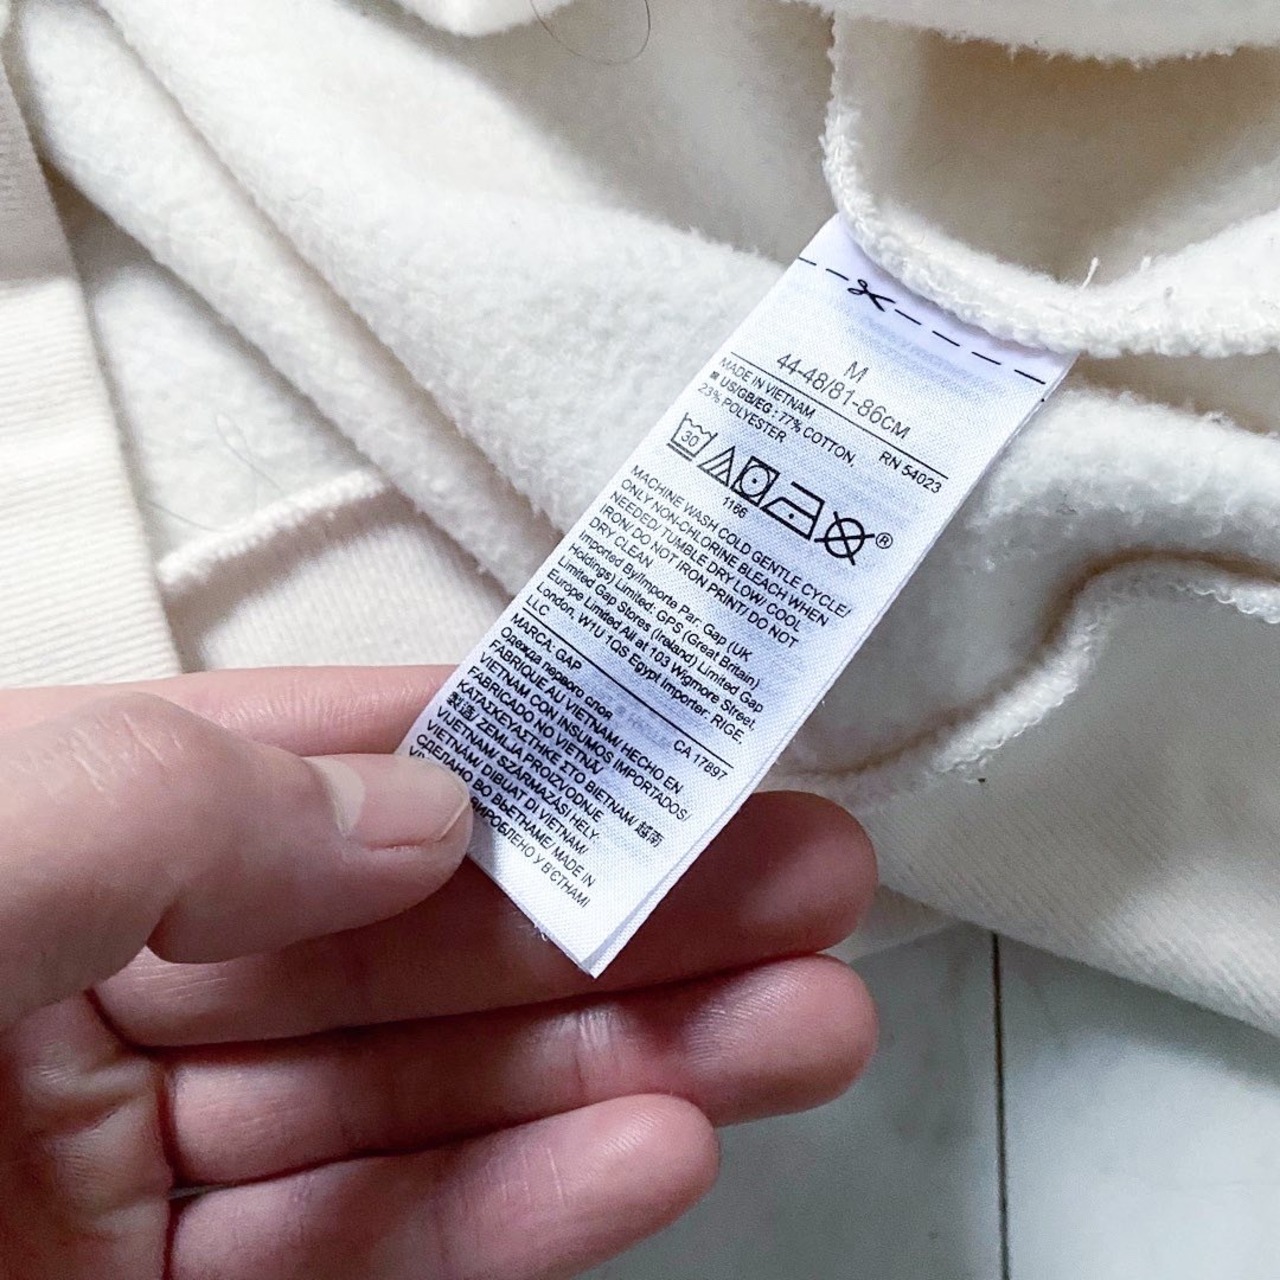 M
44-48/81-86CM
MADE IN VIETNAM RN 54023
US/GB/EG : 77% COTTON,
23% POLYESTER
30
1166
®
MACHINE WASH COLD GENTLE CYCLE/
ONLY NON-CHLORINE BLEACH WHEN
NEEDED/ TUMBLE DRY LOW/ COOL
IRON/ DO NOT IRON PRINT/ DO NOT
DRY CLEAN
Imported By/Imports Par: Gap (UK
Holdings) Limited: GPS (Great Britain)
Limited Gap Stores (Ireland) Limited Gap
Europe Limited All at 103 Wigmore Street,
London, W1U 1QS Egypt Importer: RIGE,
LLC
MARCA: GAP CA 17897
Одежда первого слоя
FABRIQUE AU VIETNAM/ HECHO EN
VIETNAM CON INSUMOS IMPORTADOS/
FABRICADO NO VIETNÃ/
ΚΑΤΑΣΚΕΥΑΣΤΗΚΕ ΣΤΟ ΒΙΕΤΝΑΜ/ 越南
製造/ ZEMLJA PROIZVODNJE
VIJETNAM/ SZÁRMAZÁSI HELY:
VIETNÁM/ DIBUAT DI VIETNAM/
СДЕЛАНО ВО ВЬЕТНАМЕ/ MADE IN
ВИРОБЛЕНО У В'ЄТНАМІ